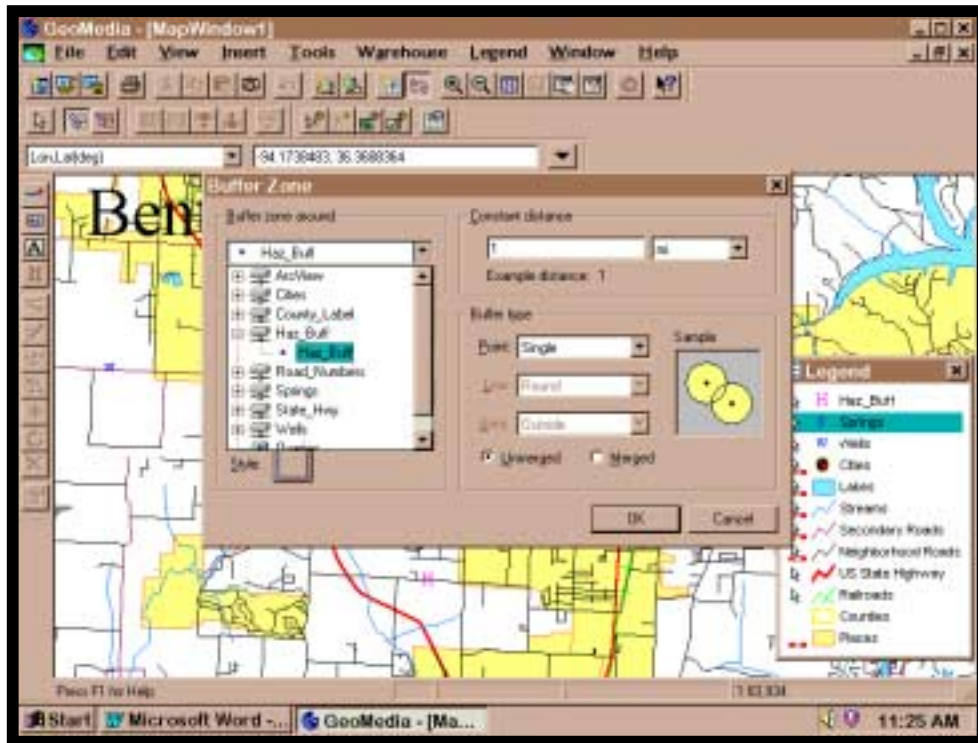 GeoMedia - [MapWindow1]
File Edit View Insert Tools Warehouse Legend Window Help
Lon,Lat(deg) -94.1738483, 36.3688364
Ben
Buffer Zone
Buffer zone around
Haz_Buff
ArcView
Cities
County_Label
Haz_Buff
Haz_Buff
Road_Numbers
Springs
State_Hwy
Wells
Style:
Constant distance
1 mi
Example distance: 1
Buffer type
Point: Single
Line: Round
Area: Outside
Unmerged Merged
Sample
OK Cancel
H
Legend
H Haz_Buff
Springs
W Wells
Cities
Lakes
Streams
Secondary Roads
Neighborhood Roads
US State Highway
Railroads
Counties
Places
Press F1 for Help
Start Microsoft Word -... GeoMedia - [Ma... 11:25 AM